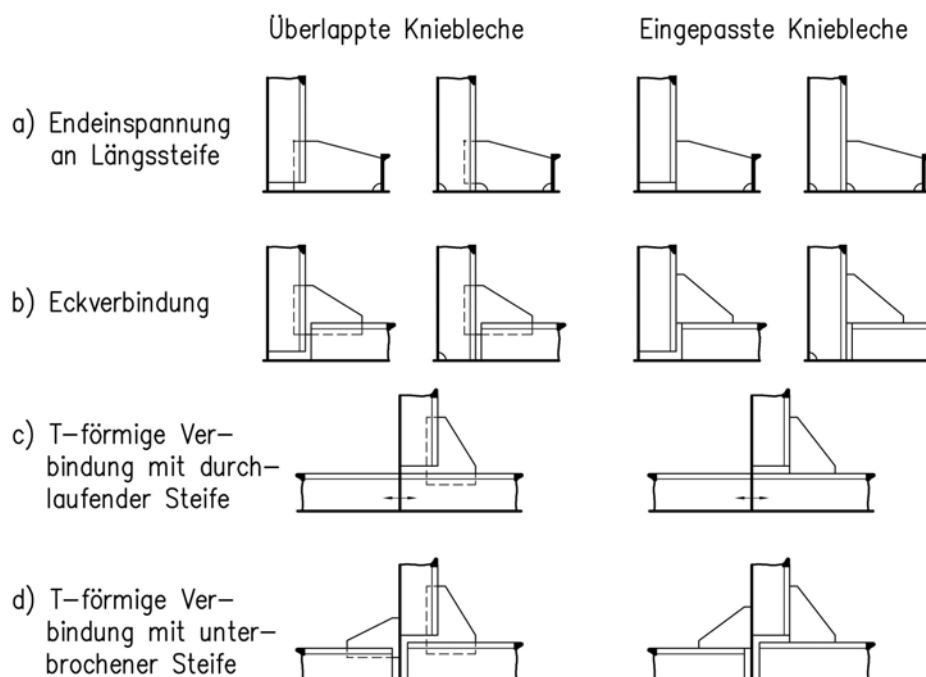 Überlappte Kniebleche
Eingepasste Kniebleche
a) Endeinspannung
an Längssteife
b) Eckverbindung
c) T-förmige Ver-
bindung mit durch-
laufender Steife
d) T-förmige Ver-
bindung mit unter-
brochener Steife